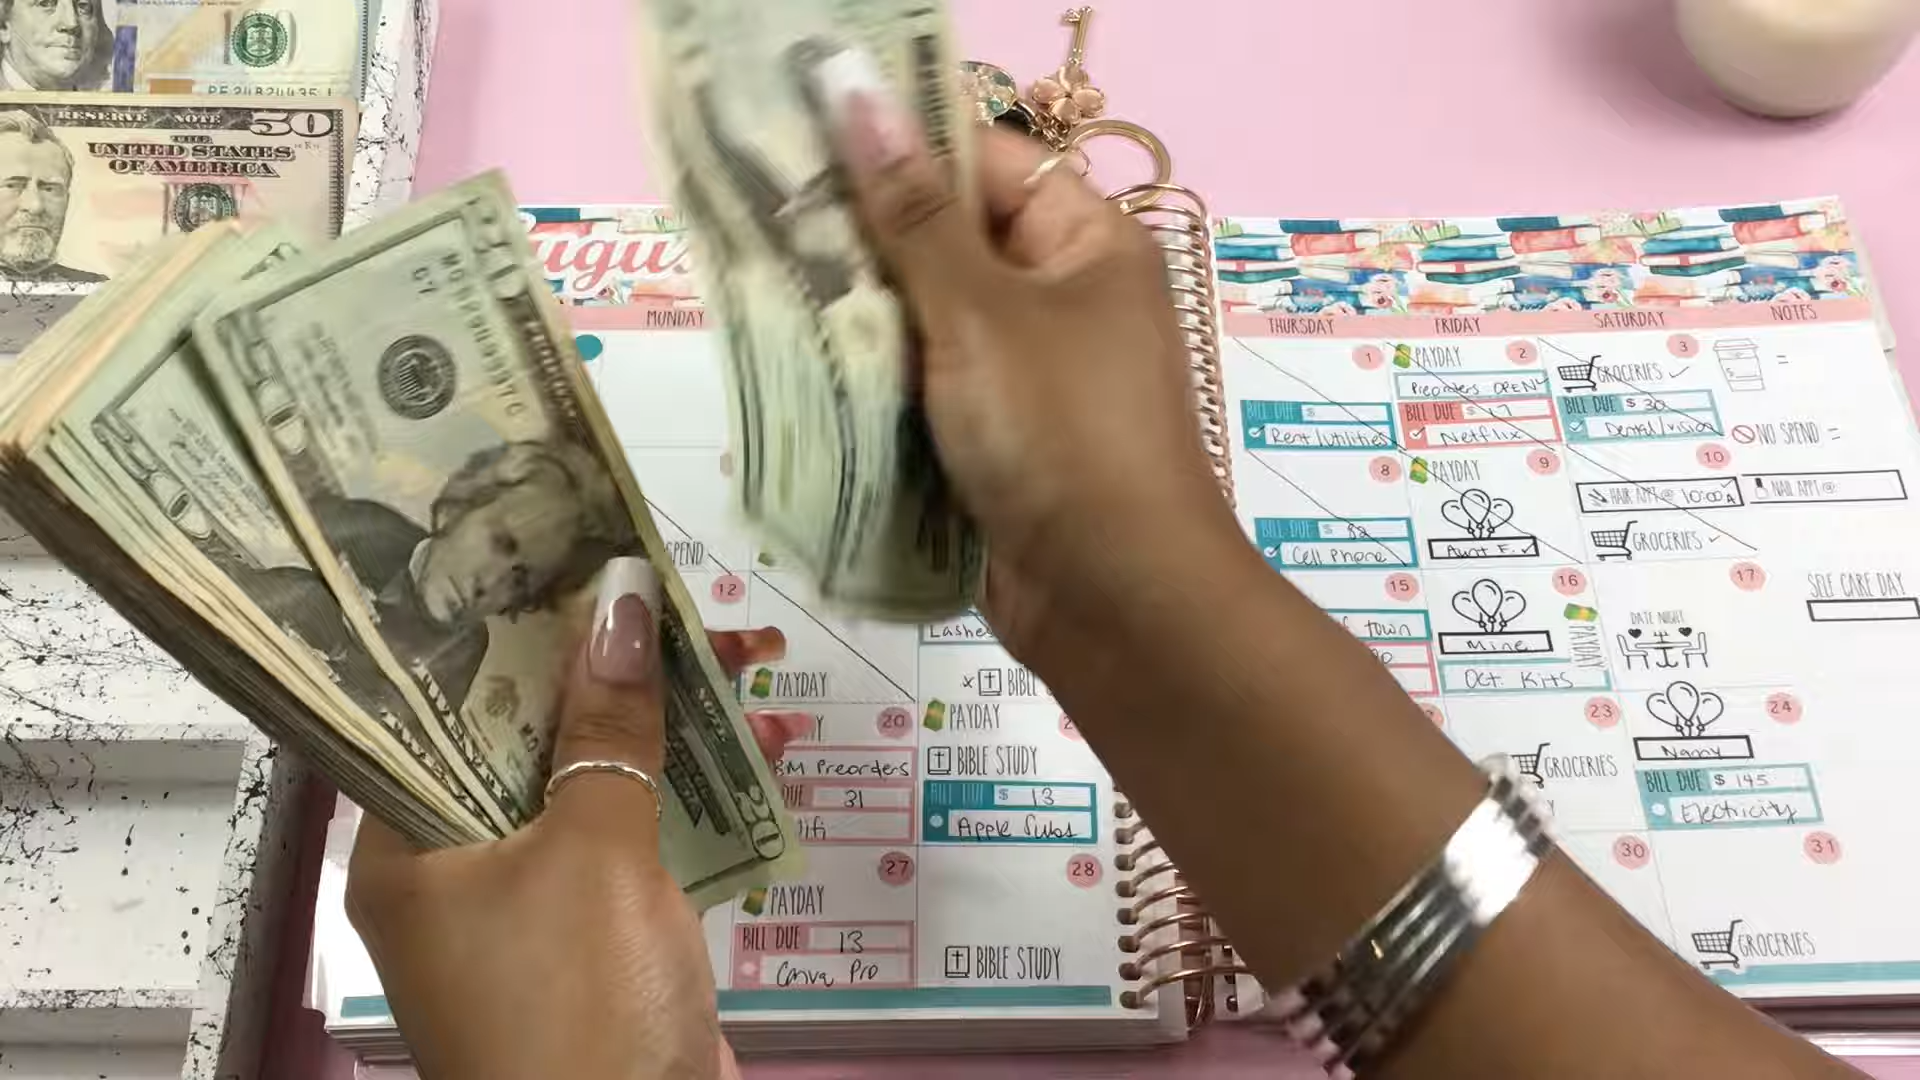 PE24820435
RESERVE NOTE 50
THE
UNITED STATES
OF AMERICA
20
MONDAY
SPEND
12
PAYDAY
Lashes
x BIBLE
20
BM Preorders
DUE 31
PAYDAY
BIBLE STUDY
BILL DUE $ 13
Apple Subs
27
PAYDAY
BILL DUE 13
Canva Pro
28
BIBLE STUDY
THURSDAY FRIDAY SATURDAY NOTES
1
BILL DUE $
Rent/utilities
PAYDAY 2
Preorders OPEN
BILL DUE $ 17
Netflix
3
GROCERIES
BILL DUE $ 30
Dental/vision
=
NO SPEND =
8
BILL DUE $ 82
Cell Phone
PAYDAY 9
Aunt F.
10
HAIR APPT @ 10:00A
GROCERIES
NAIL APPT @
15
town
16
Mine
PAYDAY
Oct. Kits
17
DATE NIGHT
SELF CARE DAY
23
GROCERIES
24
Nany
BILL DUE $ 145
Electricity
30
31
GROCERIES